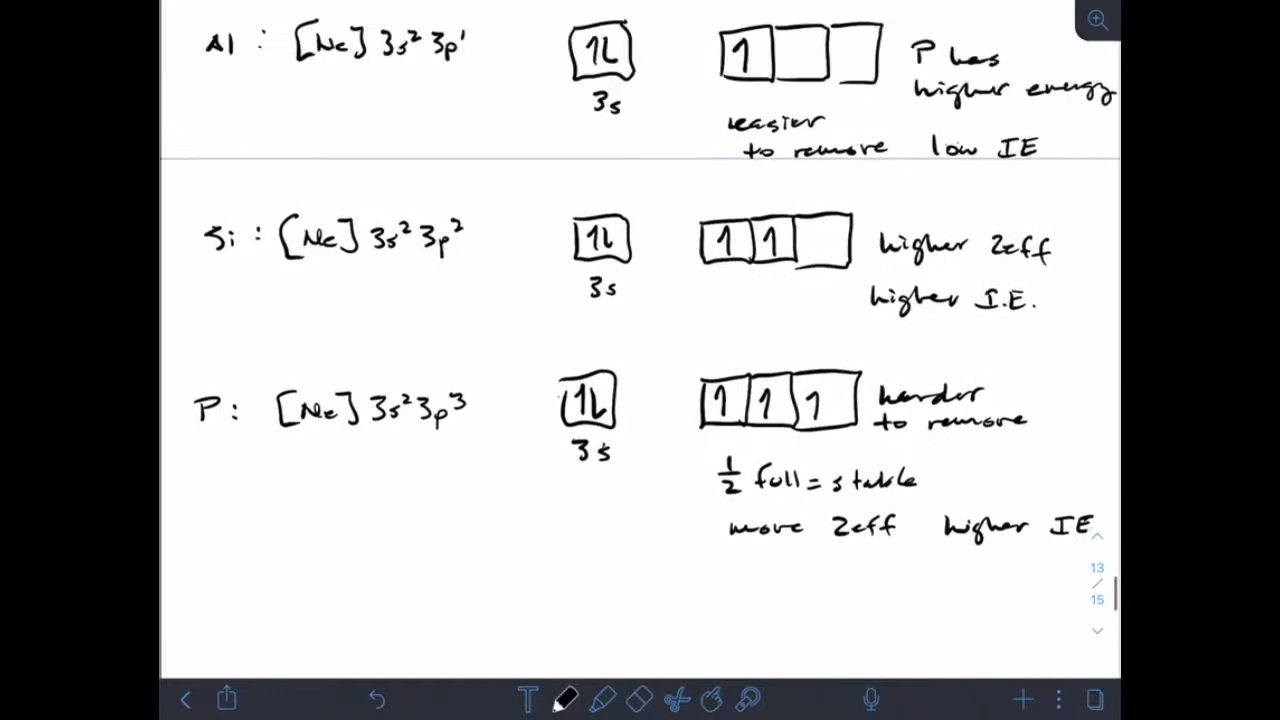 Al : [Ne] 3s² 3p¹ 1L 1 P has
higher energy
3s easier
to remove low IE
Si : [Ne] 3s² 3p² 1L 1 1 higher Zeff
3s higher I.E.
P : [Ne] 3s² 3p³ 1L 1 1 1 harder
to remove
3s ½ full = stable
more Zeff higher IE
13
/
15
T